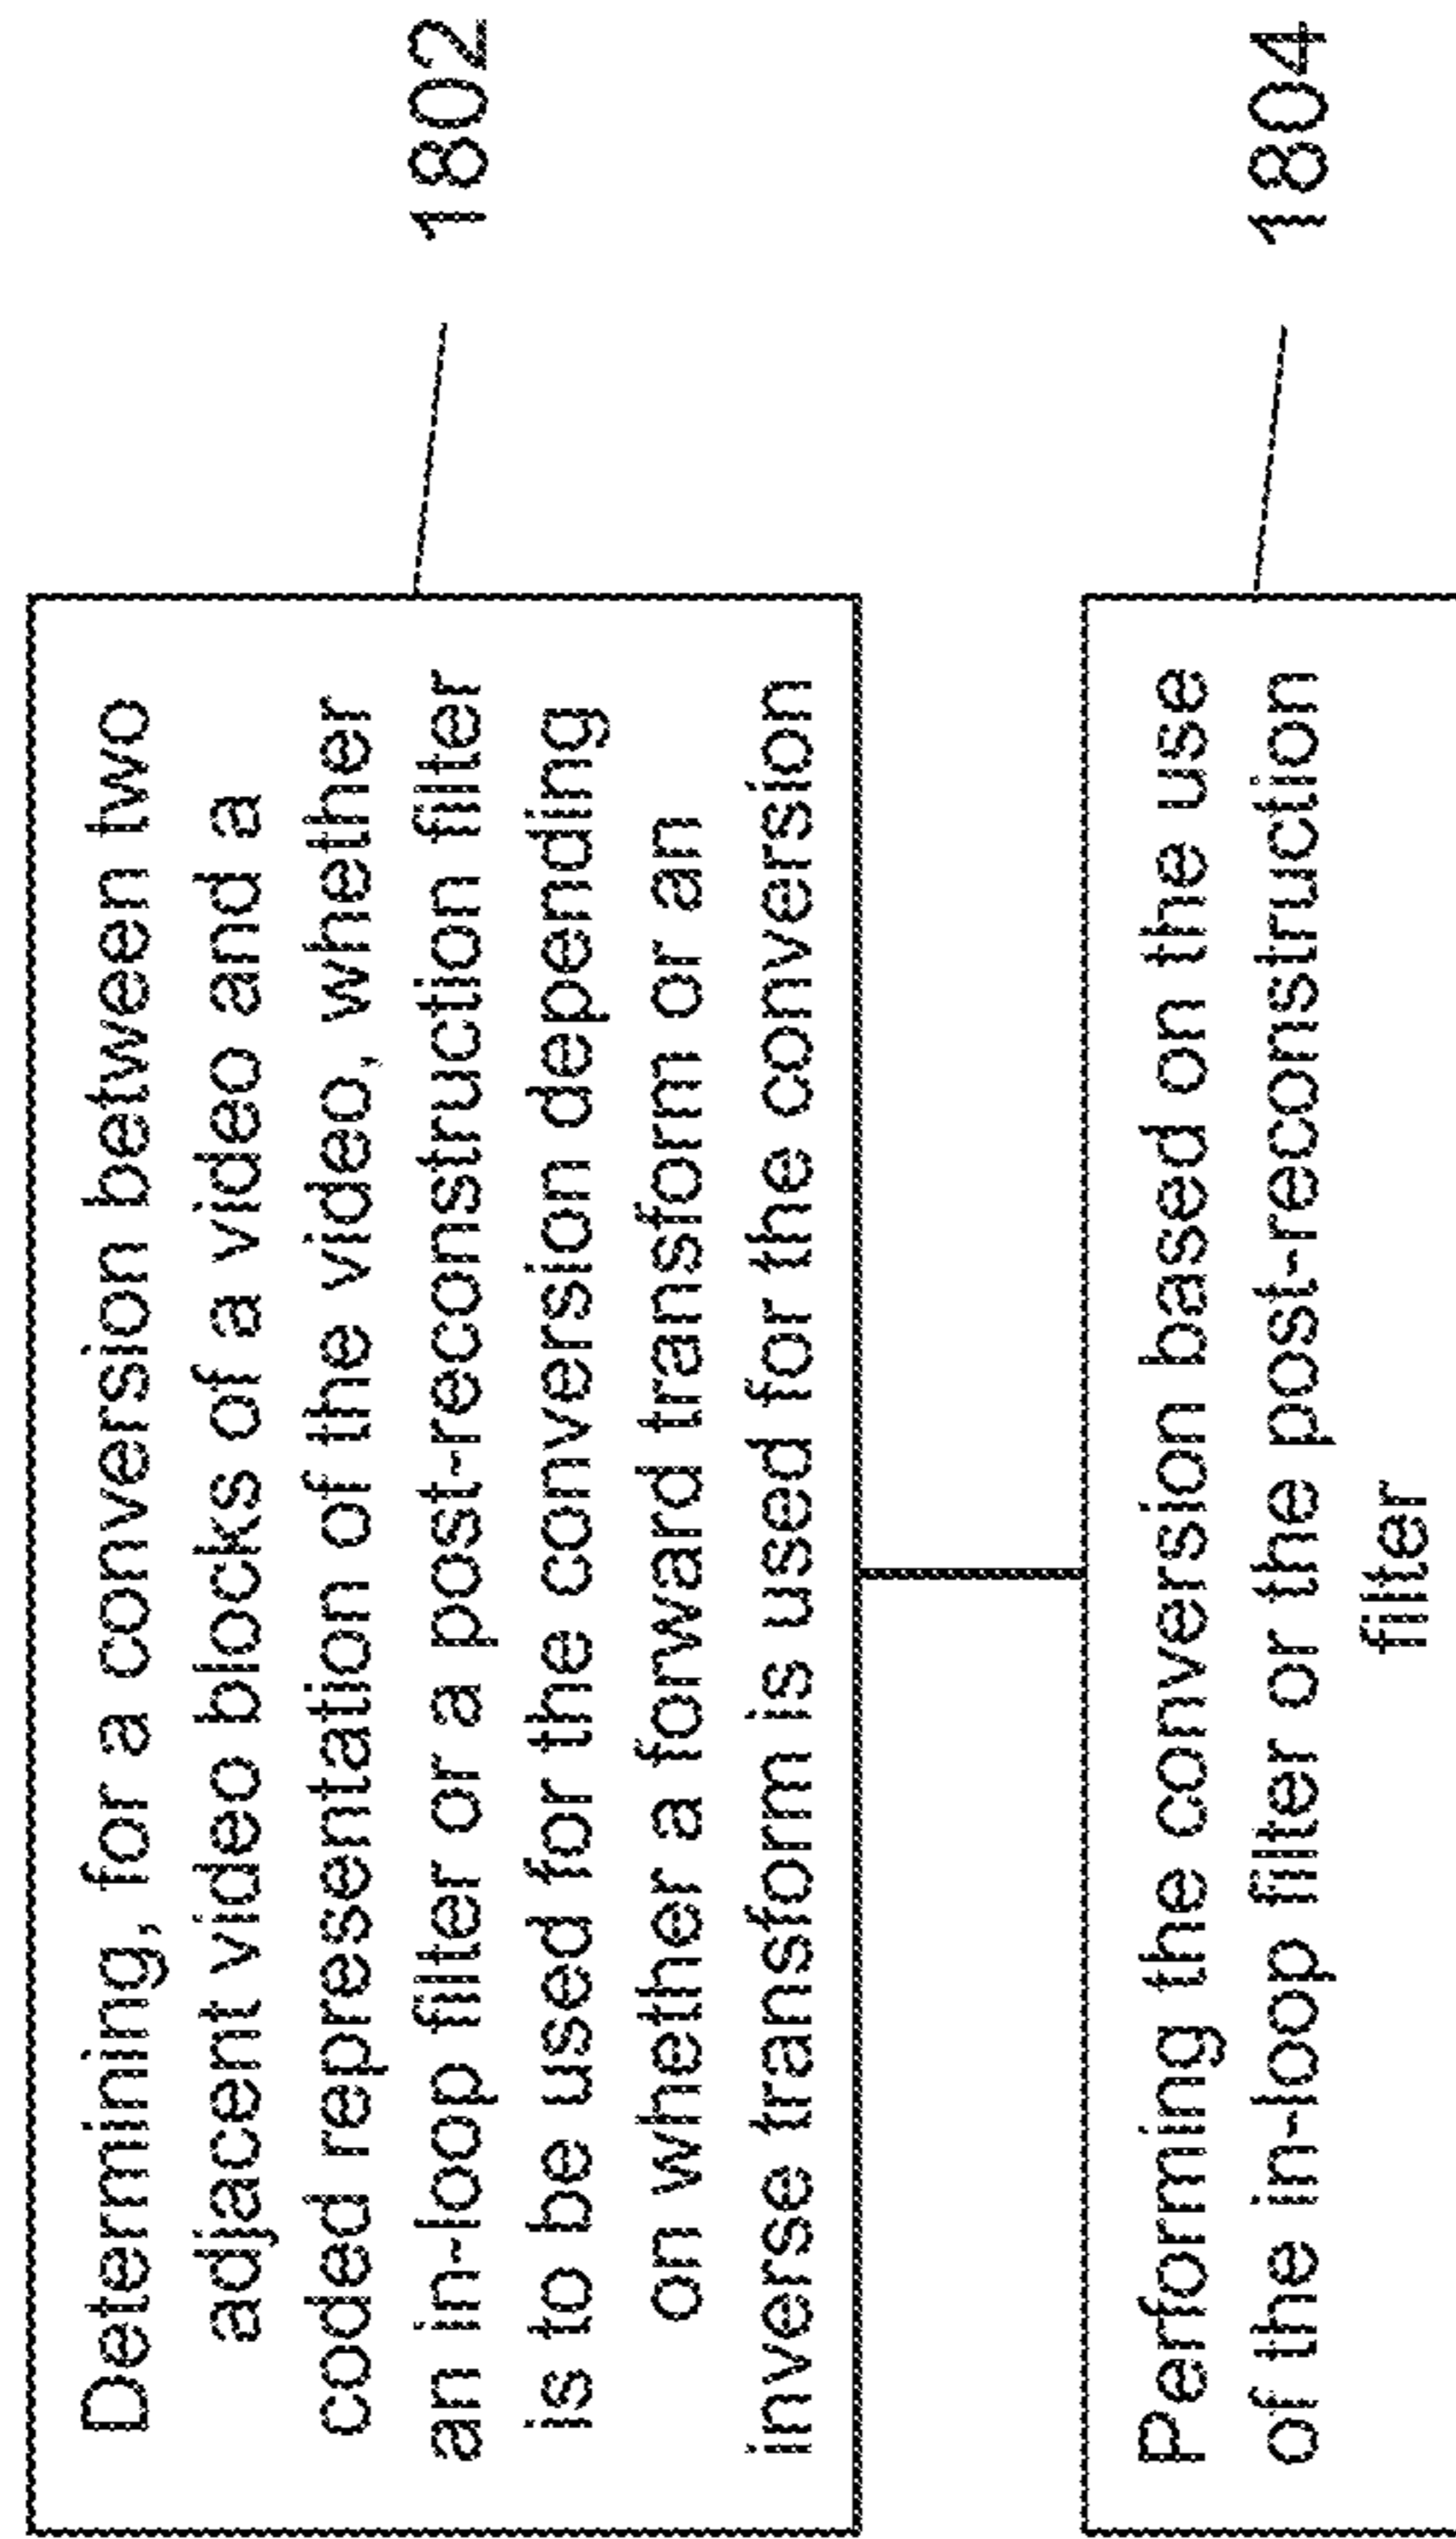 Determining, for a conversion between two
adjacent video blocks of a video and a
coded representation of the video, whether
an in-loop filter or a post-reconstruction filter
is to be used for the conversion depending
on whether a forward transform or an
inverse transform is used for the conversion
1802
Performing the conversion based on the use
of the in-loop filter or the post-reconstruction
filter
1804